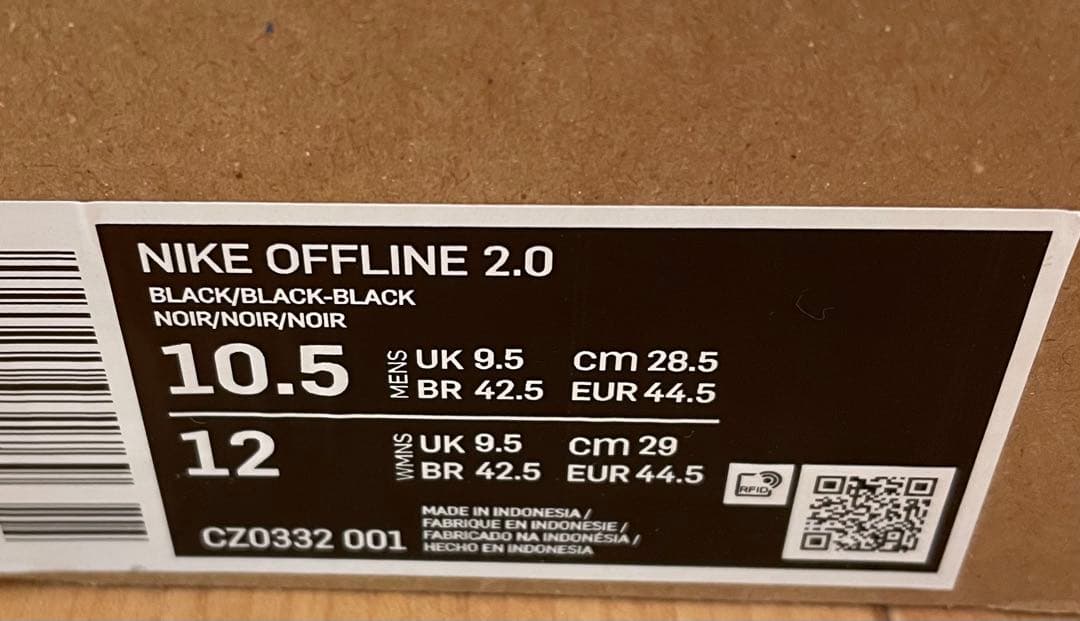 NIKE OFFLINE 2.0
BLACK/BLACK-BLACK
NOIR/NOIR/NOIR
10.5 MENS UK 9.5 cm 28.5
BR 42.5 EUR 44.5
12 WMNS UK 9.5 cm 29
BR 42.5 EUR 44.5
RFID
CZ0332 001
MADE IN INDONESIA /
FABRIQUE EN INDONESIE /
FABRICADO NA INDONÉSIA /
HECHO EN INDONESIA